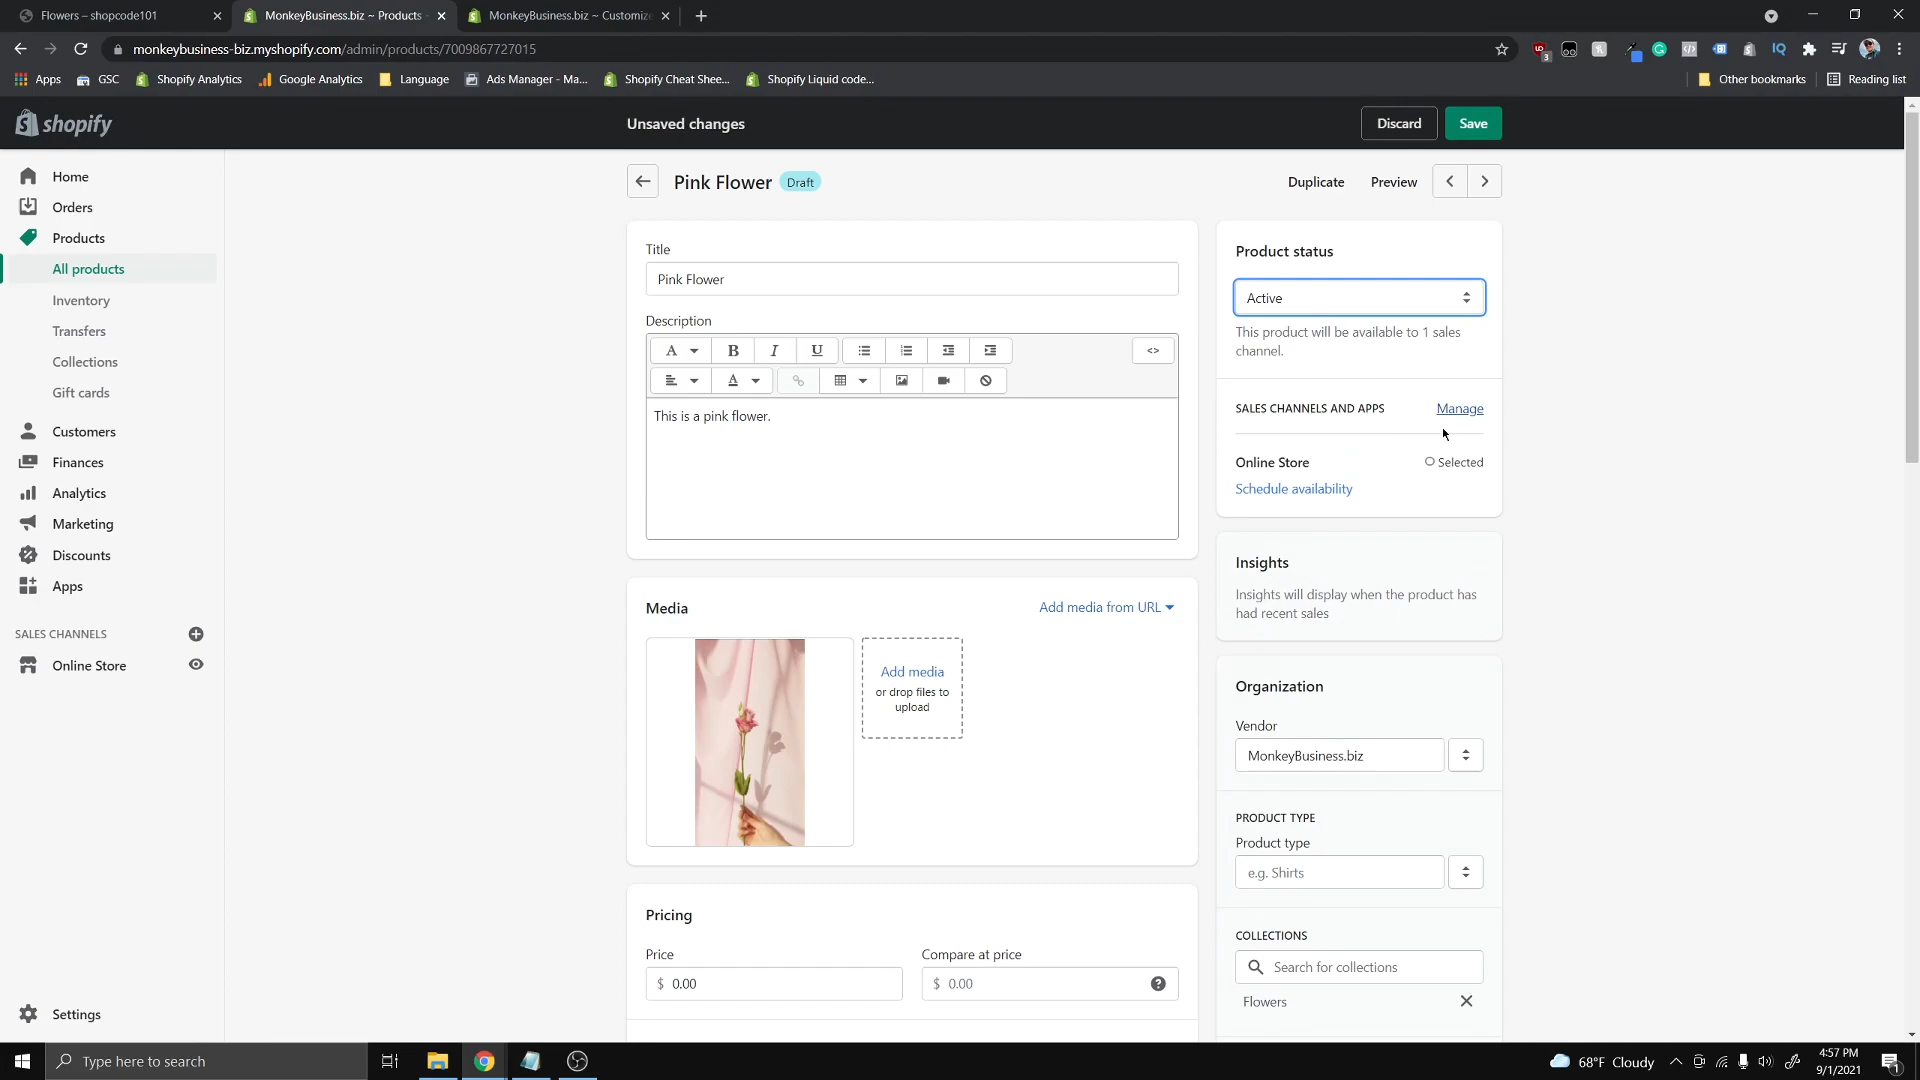 Flowers – shopcode101
MonkeyBusiness.biz ~ Products
MonkeyBusiness.biz ~ Customize
monkeybusiness-biz.myshopify.com/admin/products/7009867727015
Apps
GSC
Shopify Analytics
Google Analytics
Language
Ads Manager - Ma...
Shopify Cheat Shee...
Shopify Liquid code...
Other bookmarks
Reading list
shopify
Unsaved changes
Discard
Save
Home
Orders
Products
All products
Inventory
Transfers
Collections
Gift cards
Customers
Finances
Analytics
Marketing
Discounts
Apps
SALES CHANNELS
Online Store
Settings
Pink Flower
Draft
Duplicate
Preview
Title
Pink Flower
Description
A
B
I
U
<>
A
This is a pink flower.
Media
Add media from URL
Add media
or drop files to
upload
Pricing
Price
$ 0.00
Compare at price
$ 0.00
Product status
Active
This product will be available to 1 sales
channel.
SALES CHANNELS AND APPS
Manage
Online Store
Selected
Schedule availability
Insights
Insights will display when the product has
had recent sales
Organization
Vendor
MonkeyBusiness.biz
PRODUCT TYPE
Product type
e.g. Shirts
COLLECTIONS
Search for collections
Flowers
Type here to search
68°F Cloudy
4:57 PM
9/1/2021